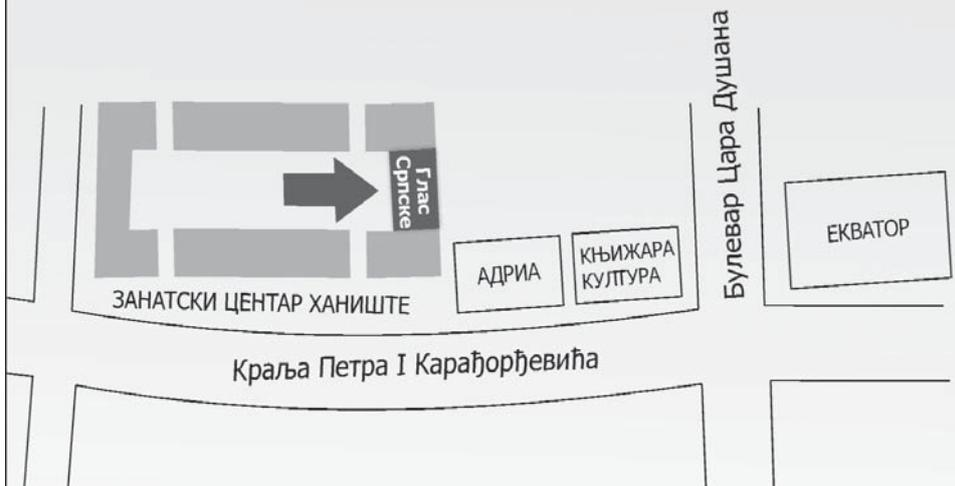 Глас
Српске
ЗАНАТСКИ ЦЕНТАР ХАНИШТЕ
АДРИА
КЊИЖАРА
КУЛТУРА
Булевар Цара Душана
ЕКВАТОР
Краља Петра I Карађорђевића